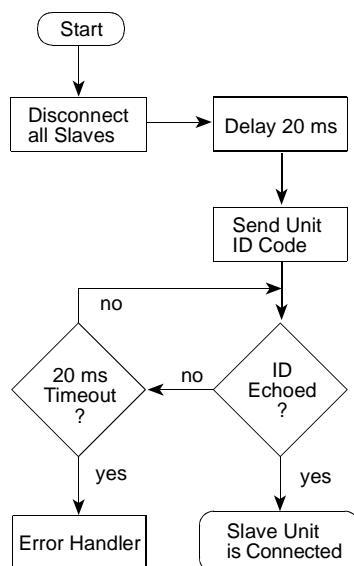 Start
Disconnect
all Slaves
Delay 20 ms
Send Unit
ID Code
no
20 ms
Timeout
?
no
ID
Echoed
?
yes
yes
Error Handler
Slave Unit
is Connected